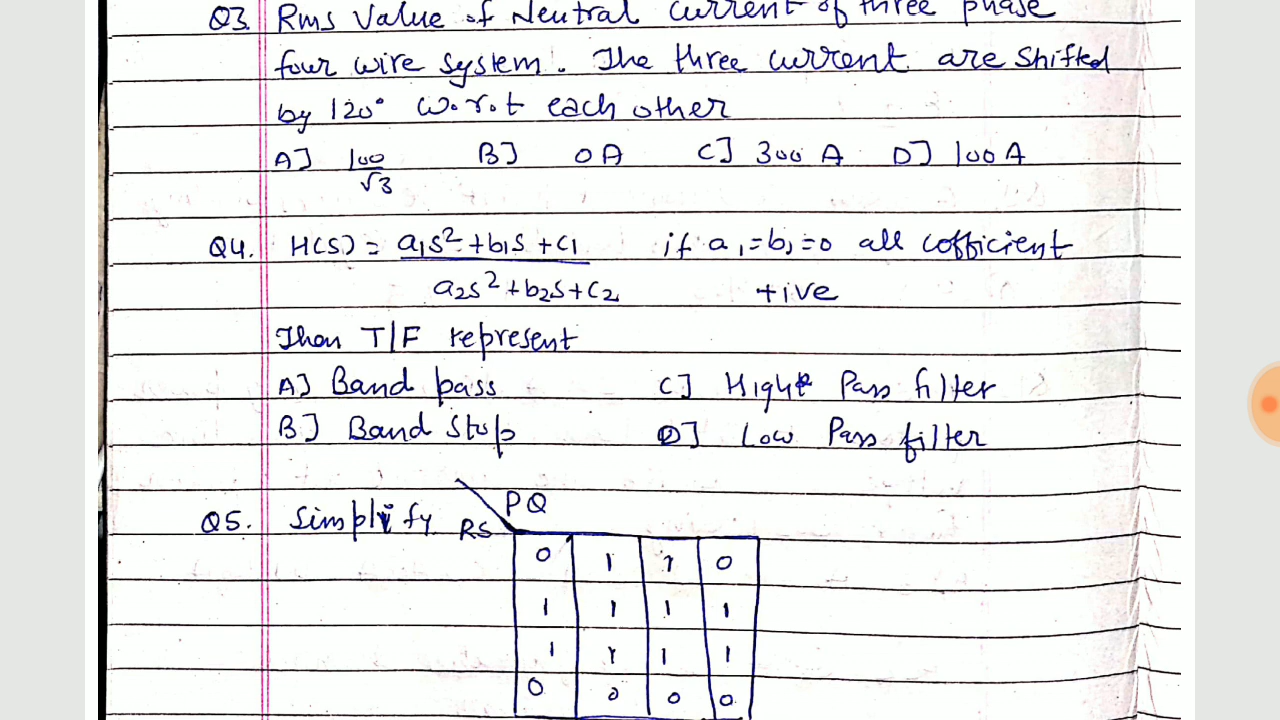 Q3. Rms Value of Neutral current of three phase
four wire system. The three current are shifted
by 120° w.r.t each other
A] 100/√3 B] 0A C] 300 A D] 100A
Q4. H(S) = a1s²+b1s+c1 if a1=b1=0 all cofficient
a2s²+b2s+c2 +ive
Then T/F represent
A] Band pass C] High Pass filter
B] Band Stop D] Low Pass filter
Q5. Simplify RS PQ
0 1 1 0
1 1 1 1
1 1 1 1
0 0 0 0